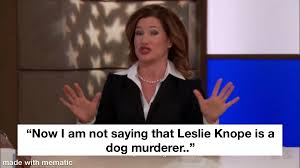 “Now I am not saying that Leslie Knope is a
dog murderer..”
made with mematic